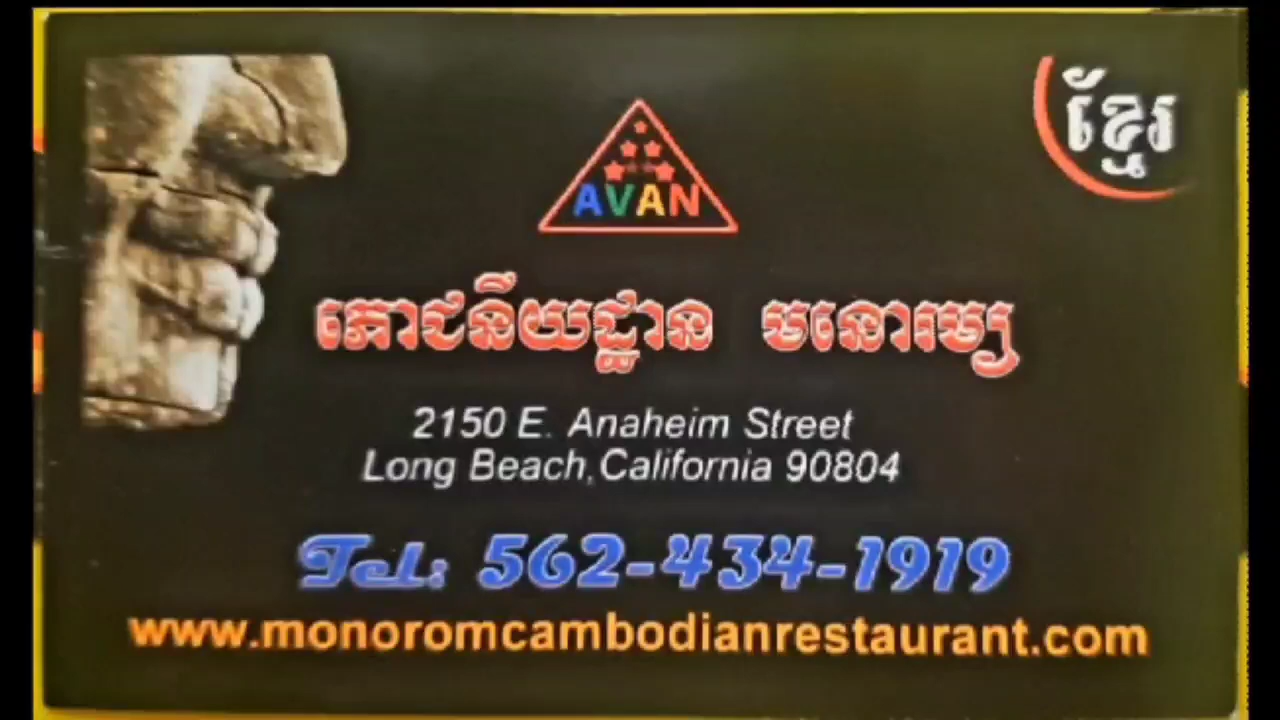 ខ្មែរ
AVAN
ភោជនីយដ្ឋាន មនោរម្យ
2150 E. Anaheim Street
Long Beach, California 90804
Tel: 562-434-1919
www.monoromcambodianrestaurant.com